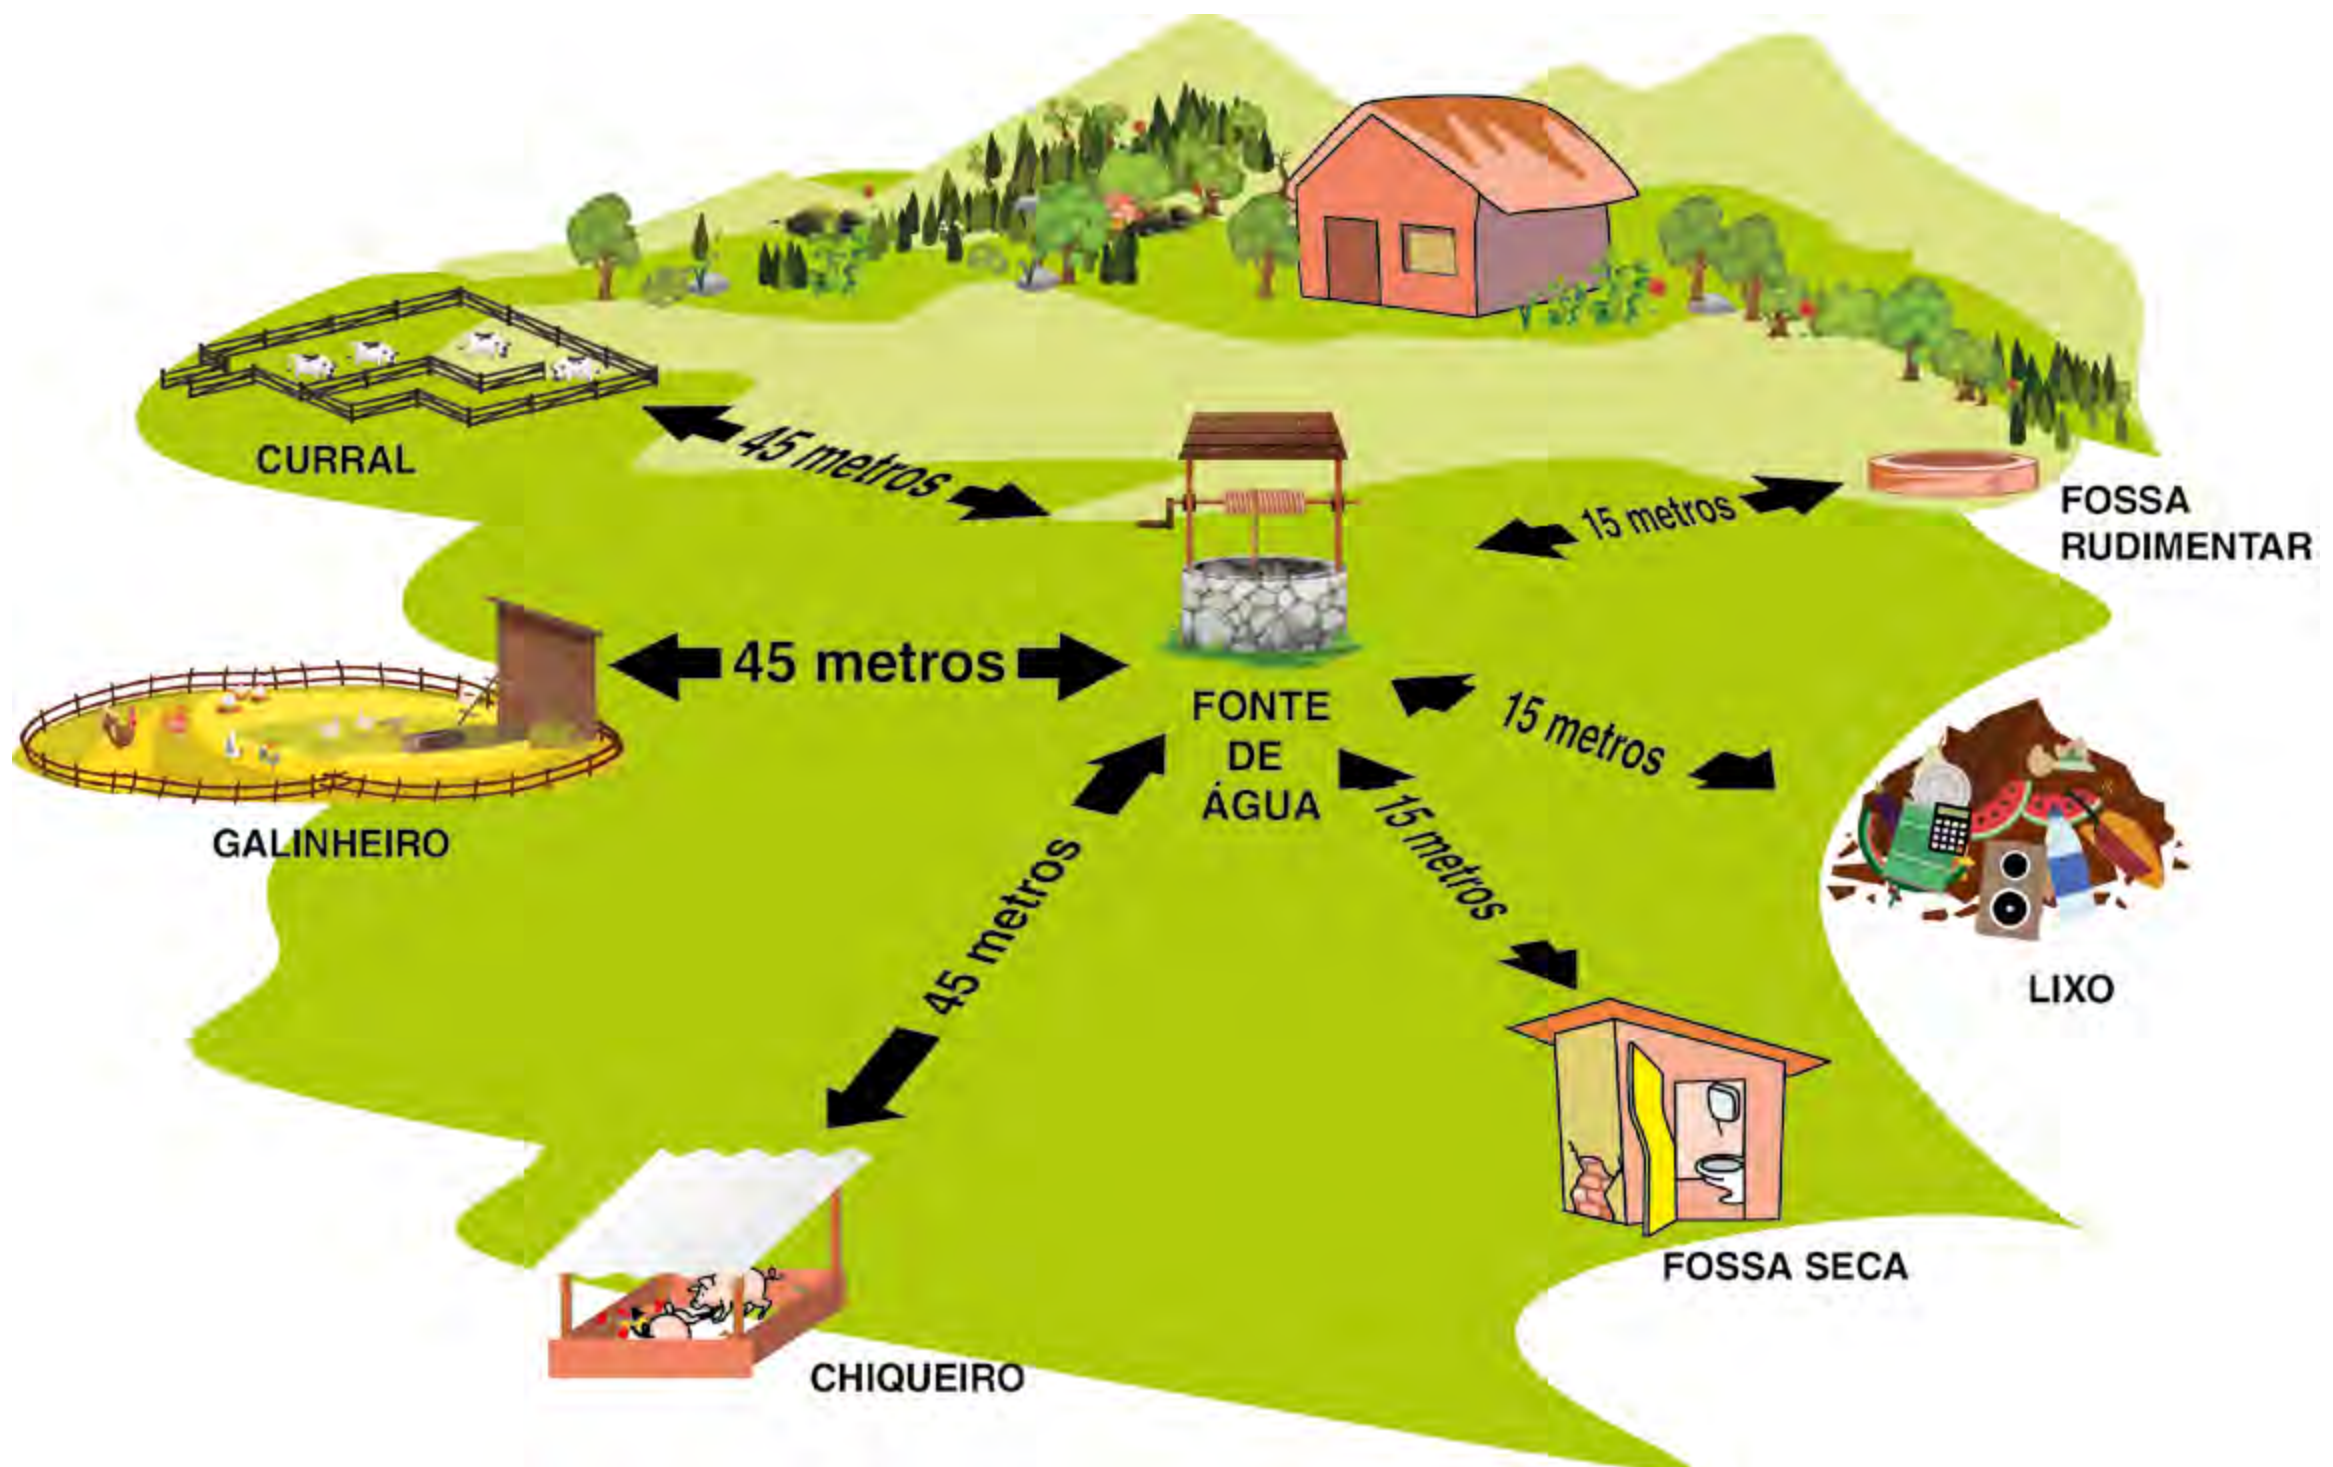 CURRAL
45 metros
15 metros
FOSSA
RUDIMENTAR
45 metros
FONTE
DE
ÁGUA
15 metros
GALINHEIRO
45 metros
15 metros
LIXO
FOSSA SECA
CHIQUEIRO